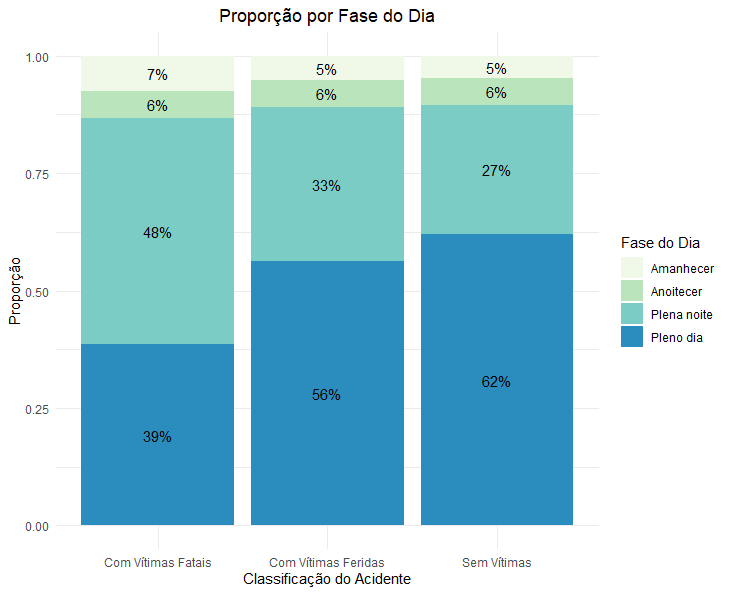 Proporção por Fase do Dia
Proporção
1.00
0.75
0.50
0.25
0.00
7%
6%
48%
39%
5%
6%
33%
56%
5%
6%
27%
62%
Com Vítimas Fatais
Com Vítimas Feridas
Sem Vítimas
Classificação do Acidente
Fase do Dia
Amanhecer
Anoitecer
Plena noite
Pleno dia